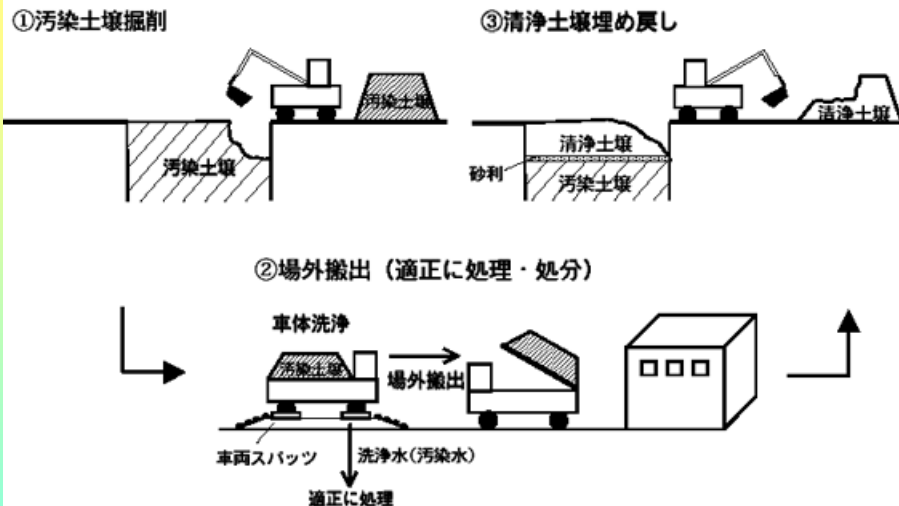 ①汚染土壌掘削
汚染土壌
汚染土壌
③清浄土壌埋め戻し
清浄土壌
清浄土壌
砂利
汚染土壌
②場外搬出（適正に処理・処分）
車体洗浄
汚染土壌
場外搬出
車両スパッツ
洗浄水(汚染水)
適正に処理